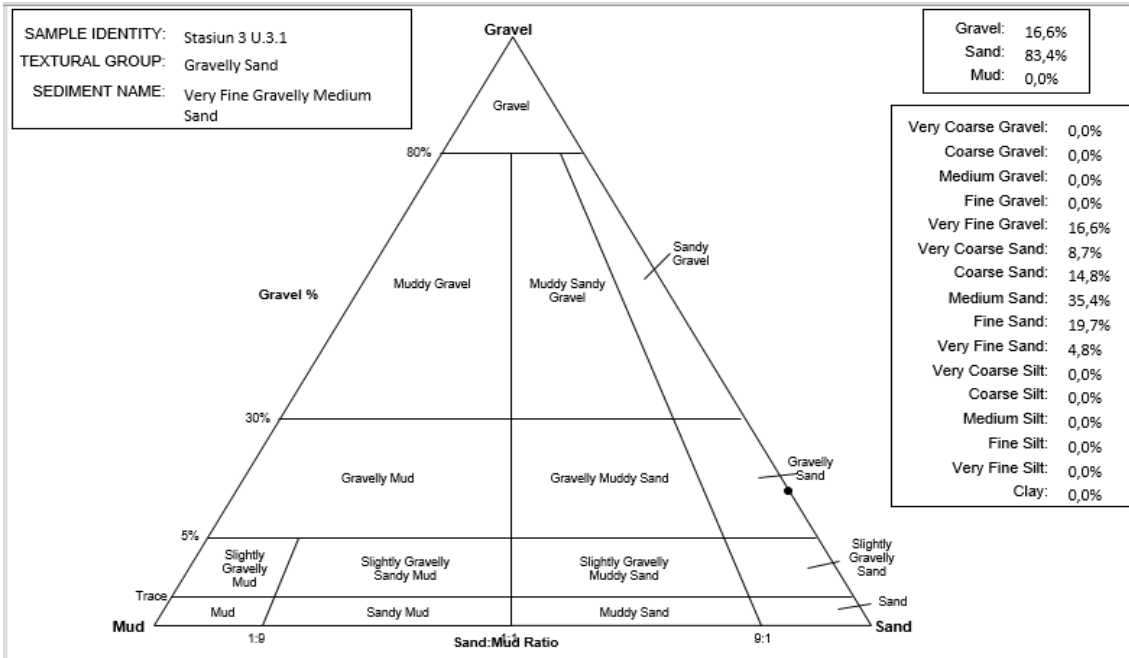 SAMPLE IDENTITY: Stasiun 3 U.3.1
TEXTURAL GROUP: Gravelly Sand
SEDIMENT NAME: Very Fine Gravelly Medium
Sand
Gravel: 16,6%
Sand: 83,4%
Mud: 0,0%
Very Coarse Gravel: 0,0%
Coarse Gravel: 0,0%
Medium Gravel: 0,0%
Fine Gravel: 0,0%
Very Fine Gravel: 16,6%
Very Coarse Sand: 8,7%
Coarse Sand: 14,8%
Medium Sand: 35,4%
Fine Sand: 19,7%
Very Fine Sand: 4,8%
Very Coarse Silt: 0,0%
Coarse Silt: 0,0%
Medium Silt: 0,0%
Fine Silt: 0,0%
Very Fine Silt: 0,0%
Clay: 0,0%
Gravel
Gravel
80%
Sandy
Gravel
Muddy Gravel
Muddy Sandy
Gravel
Gravel %
30%
Gravelly Mud
Gravelly Muddy Sand
Gravelly
Sand
5%
Slightly
Gravelly
Mud
Slightly Gravelly
Sandy Mud
Slightly Gravelly
Muddy Sand
Slightly
Gravelly
Sand
Trace
Mud
Sandy Mud
Muddy Sand
Sand
Mud
Sand
1:9
1:1
9:1
Sand:Mud Ratio